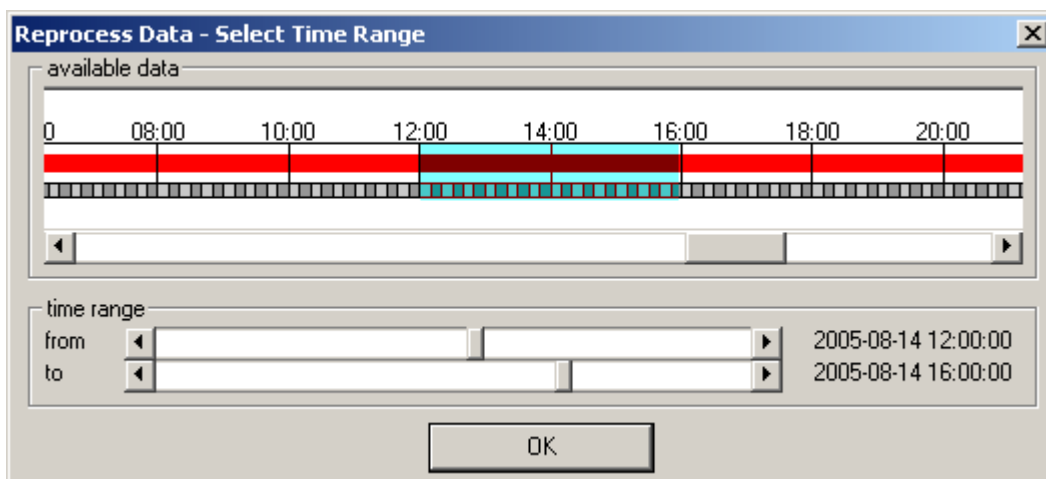 Reprocess Data - Select Time Range
available data
0 08:00 10:00 12:00 14:00 16:00 18:00 20:00
time range
from 2005-08-14 12:00:00
to 2005-08-14 16:00:00
OK